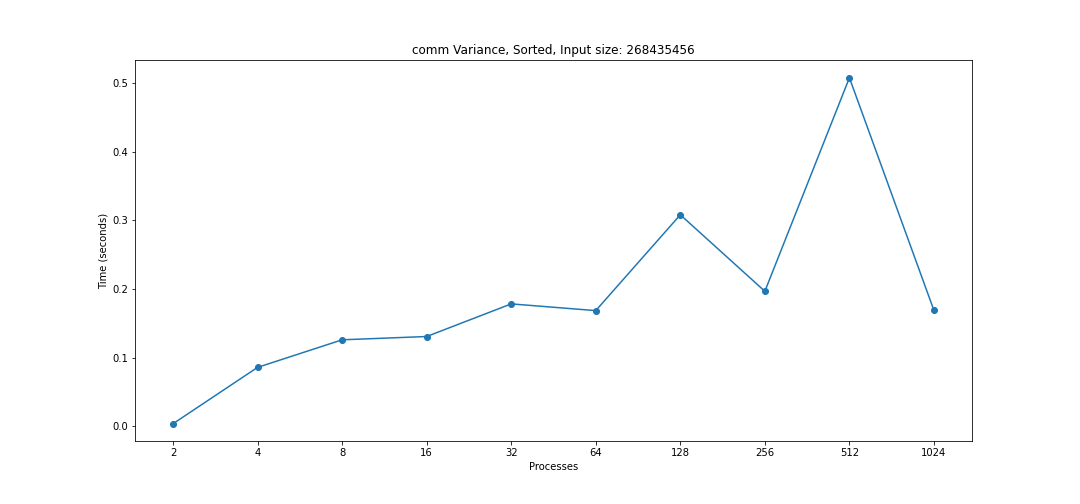 comm Variance, Sorted, Input size: 268435456
Time (seconds)
0.5
0.4
0.3
0.2
0.1
0.0
2 4 8 16 32 64 128 256 512 1024
Processes